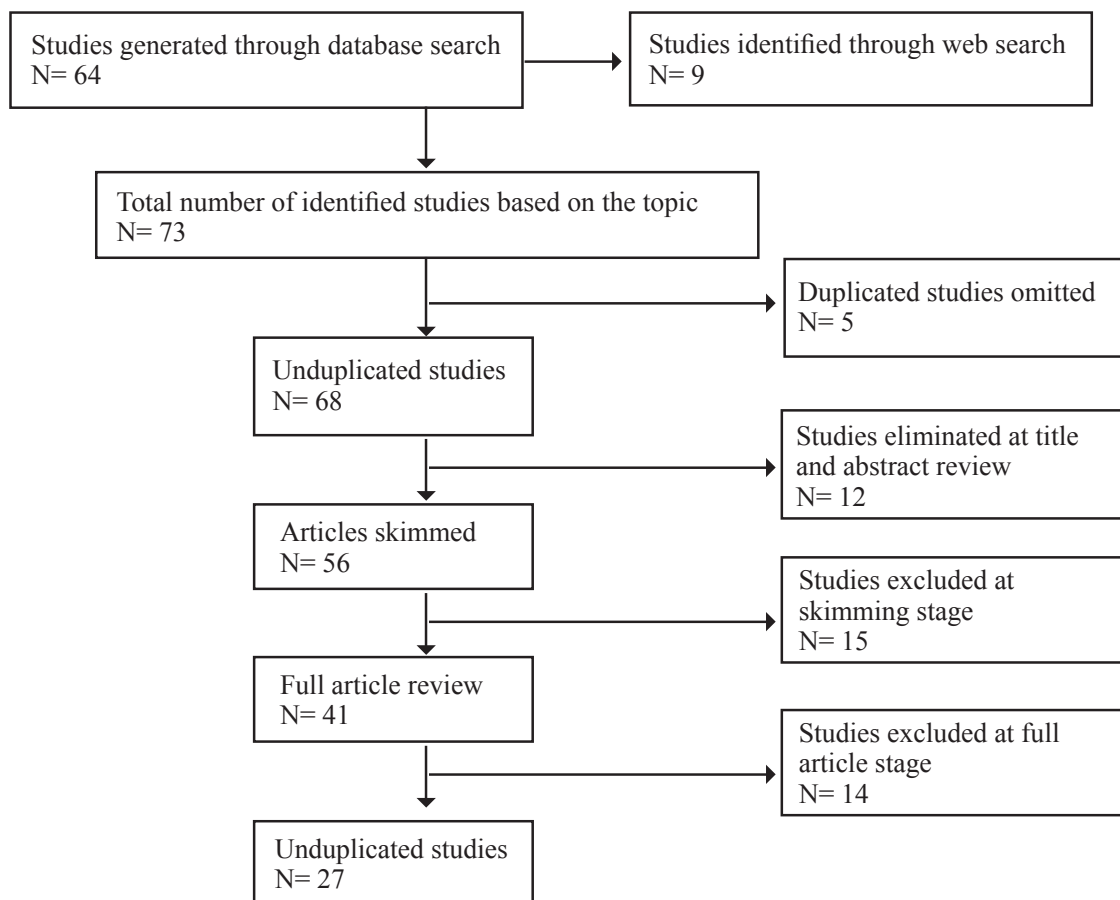 Studies generated through database search
N= 64
Studies identified through web search
N= 9
Total number of identified studies based on the topic
N= 73
Duplicated studies omitted
N= 5
Unduplicated studies
N= 68
Studies eliminated at title
and abstract review
N= 12
Articles skimmed
N= 56
Studies excluded at
skimming stage
N= 15
Full article review
N= 41
Studies excluded at full
article stage
N= 14
Unduplicated studies
N= 27